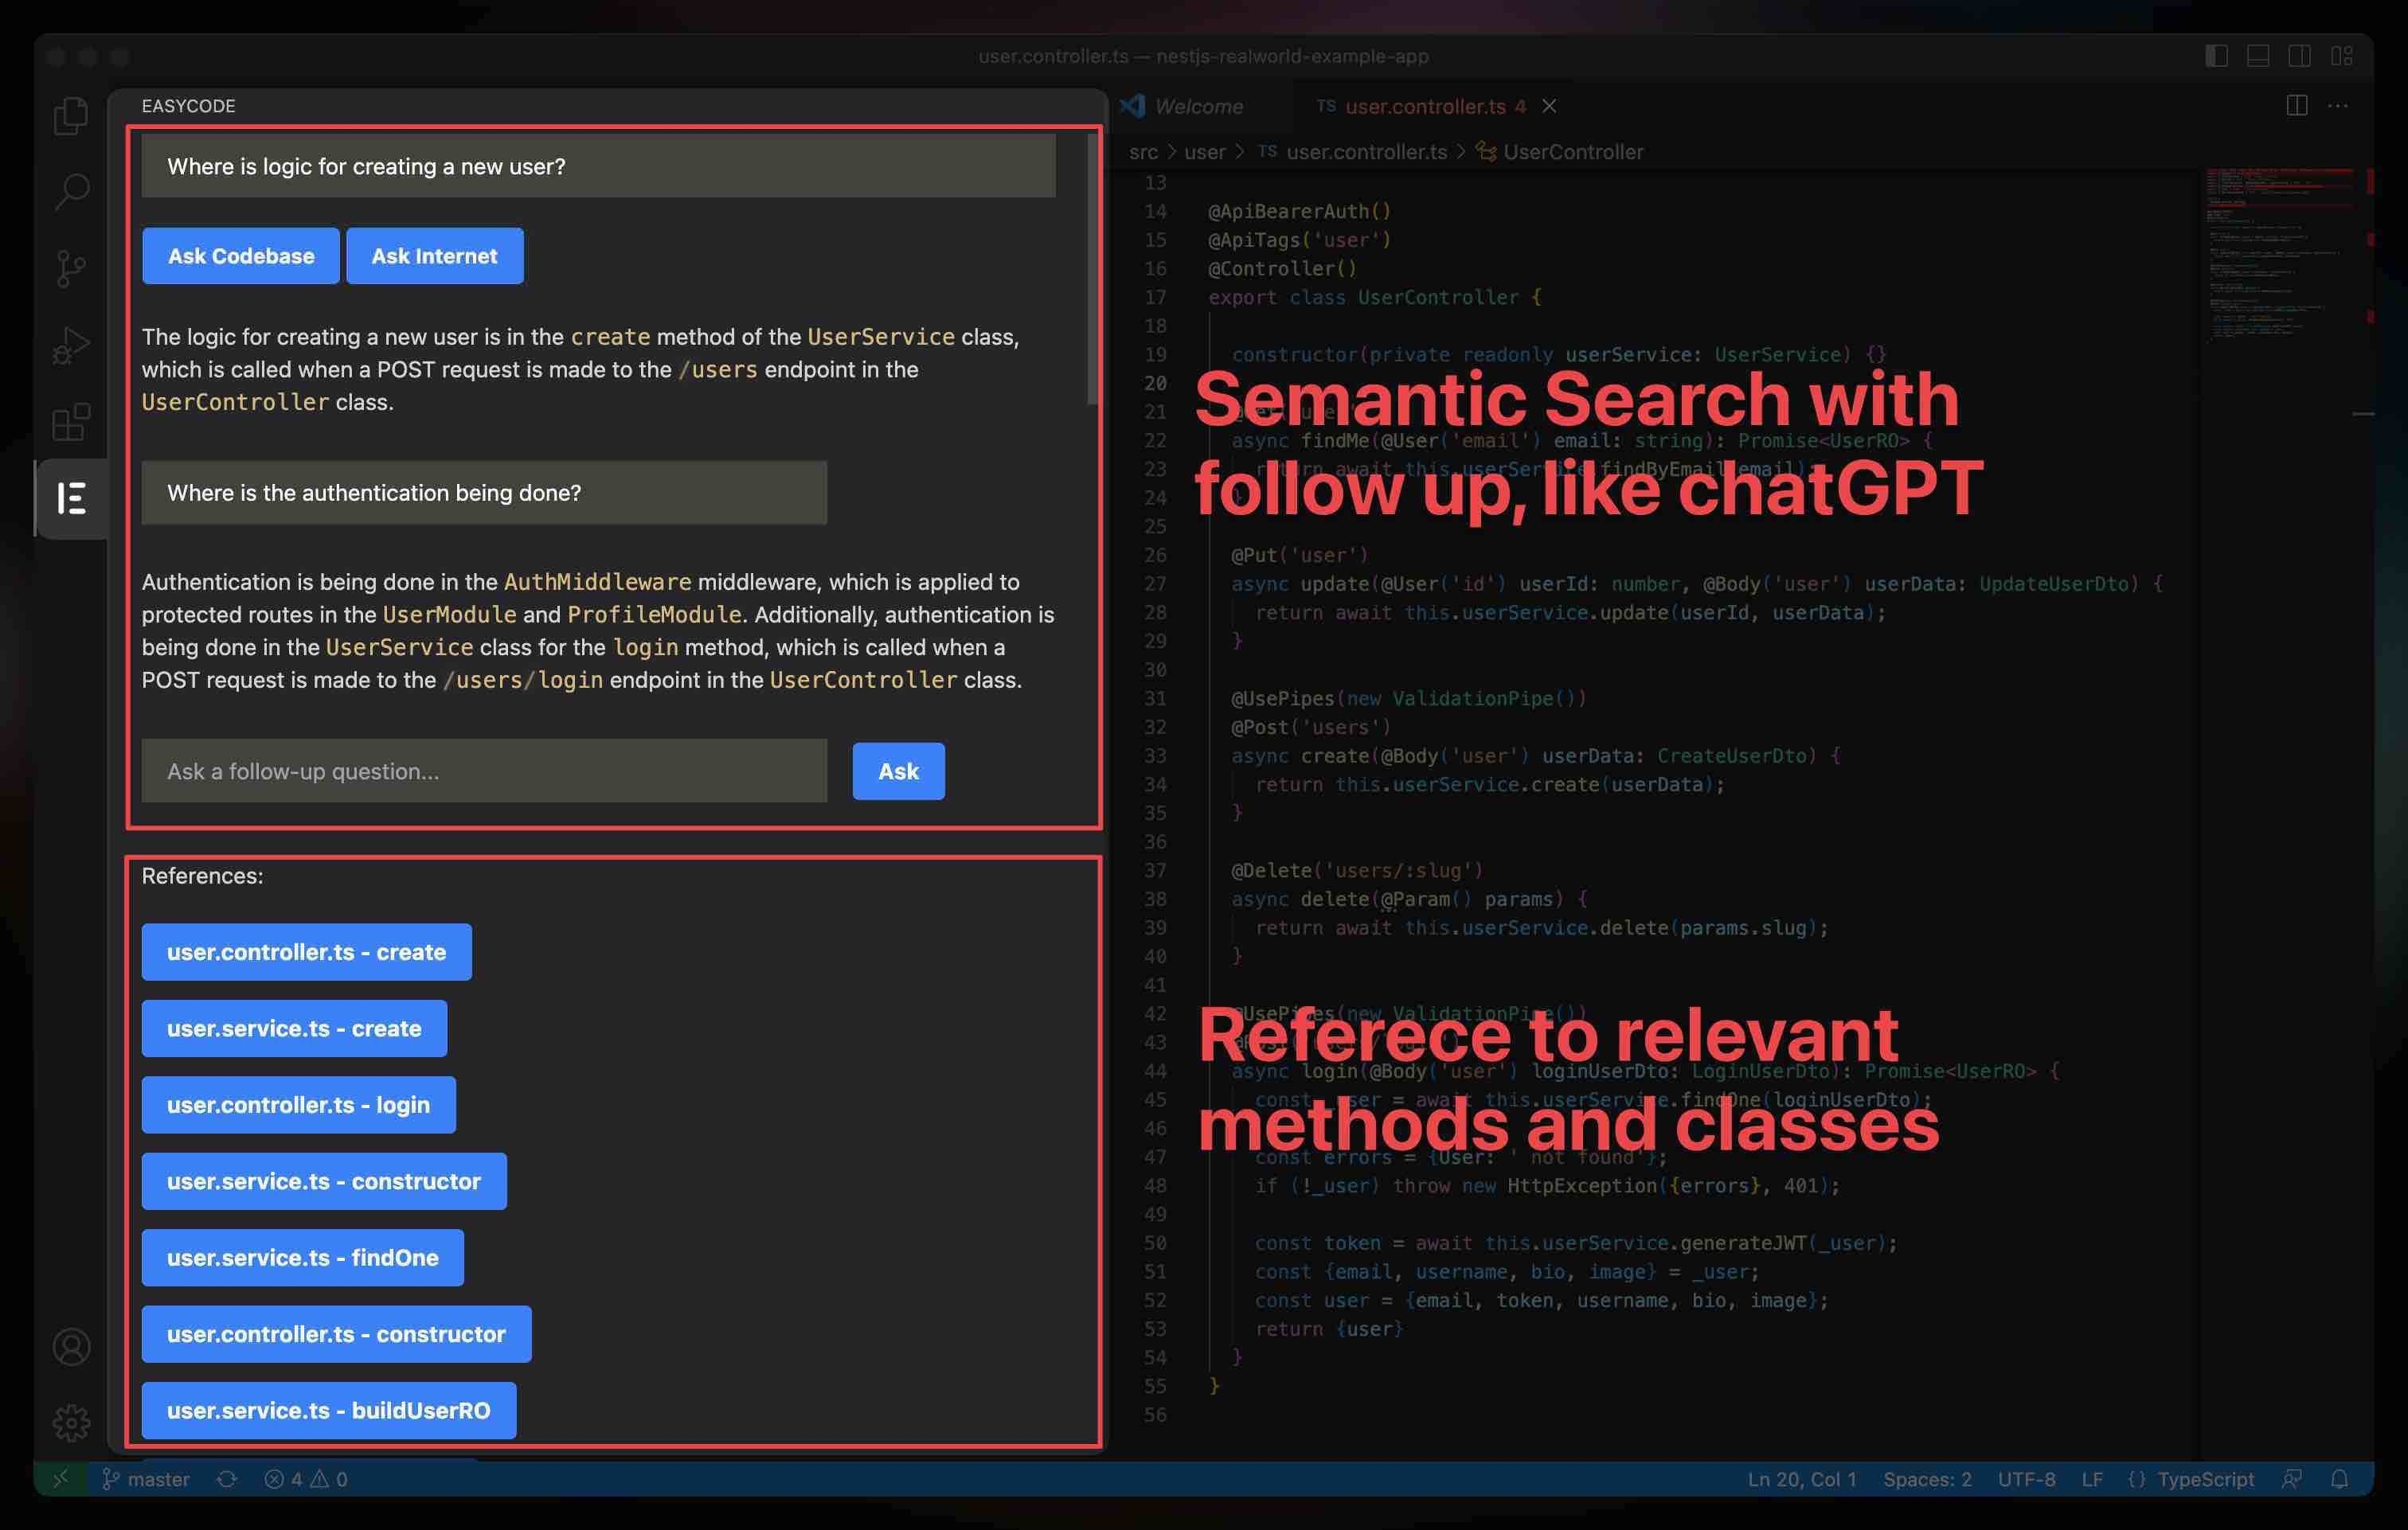 user.controller.ts — nestjs-realworld-example-app
EASYCODE
Where is logic for creating a new user?
Ask Codebase
Ask Internet
The logic for creating a new user is in the create method of the UserService class,
which is called when a POST request is made to the /users endpoint in the
UserController class.
Where is the authentication being done?
Authentication is being done in the AuthMiddleware middleware, which is applied to
protected routes in the UserModule and ProfileModule. Additionally, authentication is
being done in the UserService class for the login method, which is called when a
POST request is made to the /users/login endpoint in the UserController class.
Ask a follow-up question...
Ask
References:
user.controller.ts - create
user.service.ts - create
user.controller.ts - login
user.service.ts - constructor
user.service.ts - findOne
user.controller.ts - constructor
user.service.ts - buildUserRO
Welcome
TS user.controller.ts 4
src > user > TS user.controller.ts > UserController
13
14 @ApiBearerAuth()
15 @ApiTags('user')
16 @Controller()
17 export class UserController {
18
19 constructor(private readonly userService: UserService) {}
20
Semantic Search with
follow up, like chatGPT
21
22 async findMe(@User('email') email: string): Promise<UserRO> {
23 return await this.userService.findByEmail(email);
24 }
25
26 @Put('user')
27 async update(@User('id') userId: number, @Body('user') userData: UpdateUserDto) {
28 return await this.userService.update(userId, userData);
29 }
30
31 @UsePipes(new ValidationPipe())
32 @Post('users')
33 async create(@Body('user') userData: CreateUserDto) {
34 return this.userService.create(userData);
35 }
36
37 @Delete('users/:slug')
38 async delete(@Param() params) {
39 return await this.userService.delete(params.slug);
40 }
41
Referece to relevant
methods and classes
42 @UsePipes(new ValidationPipe())
43
44 async login(@Body('user') loginUserDto: LoginUserDto): Promise<UserRO> {
45 const _user = await this.userService.findOne(loginUserDto);
46
47 const errors = {User: ' not found'};
48 if (!_user) throw new HttpException({errors}, 401);
49
50 const token = await this.userService.generateJWT(_user);
51 const {email, username, bio, image} = _user;
52 const user = {email, token, username, bio, image};
53 return {user}
54 }
55 }
56
master
4
0
Ln 20, Col 1
Spaces: 2
UTF-8
LF
{ } TypeScript